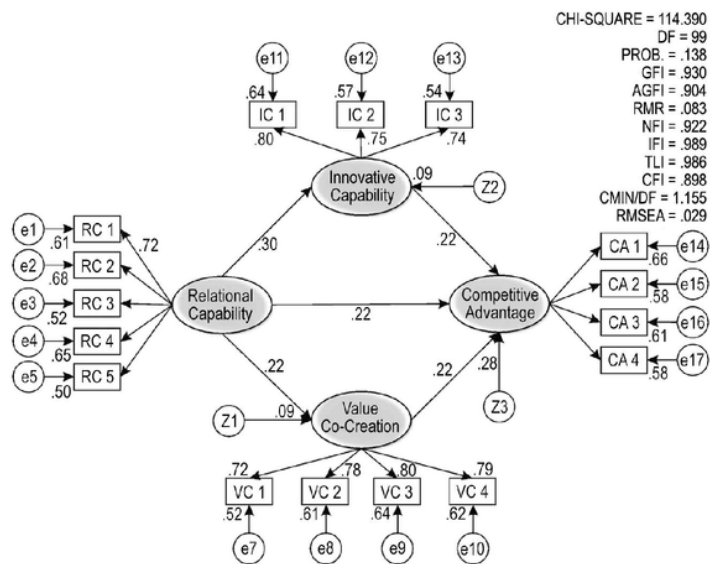 CHI-SQUARE = 114.390
DF = 99
PROB. = .138
GFI = .930
AGFI = .904
RMR = .083
NFI = .922
IFI = .989
TLI = .986
CFI = .898
CMIN/DF = 1.155
RMSEA = .029
e11 e12 e13
.64 .57 .54
IC 1 IC 2 IC 3
.80 .75 .74
Innovative
Capability
.09
Z2
.30
.22
e1 .61 RC 1 .72
e2 .68 RC 2
e3 .52 RC 3
e4 .65 RC 4
e5 .50 RC 5
Relational
Capability
.22
Competitive
Advantage
CA 1 .66 e14
CA 2 .58 e15
CA 3 .61 e16
CA 4 .58 e17
.22
.22
.28
Z1
.09
Z3
Value
Co-Creation
.72 .78 .80 .79
VC 1 VC 2 VC 3 VC 4
.52 .61 .64 .62
e7 e8 e9 e10